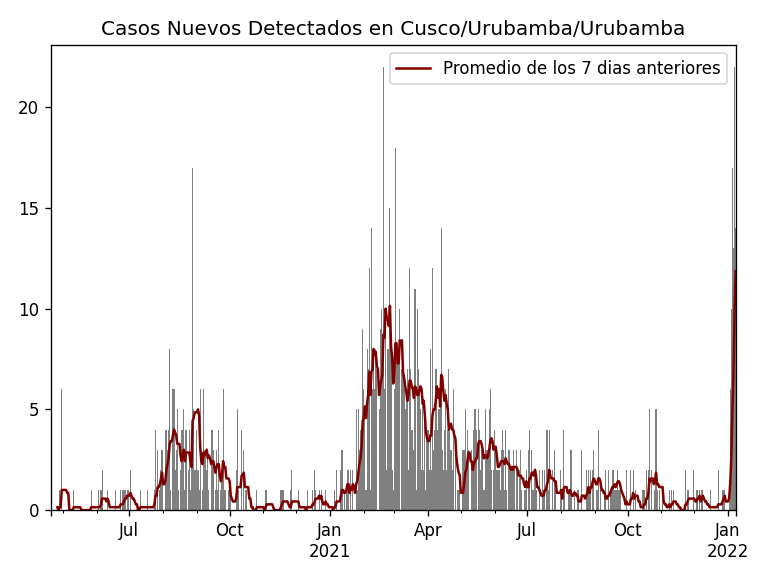 Casos Nuevos Detectados en Cusco/Urubamba/Urubamba
Promedio de los 7 dias anteriores
20
15
10
5
0
Jul
Oct
Jan
2021
Apr
Jul
Oct
Jan
2022